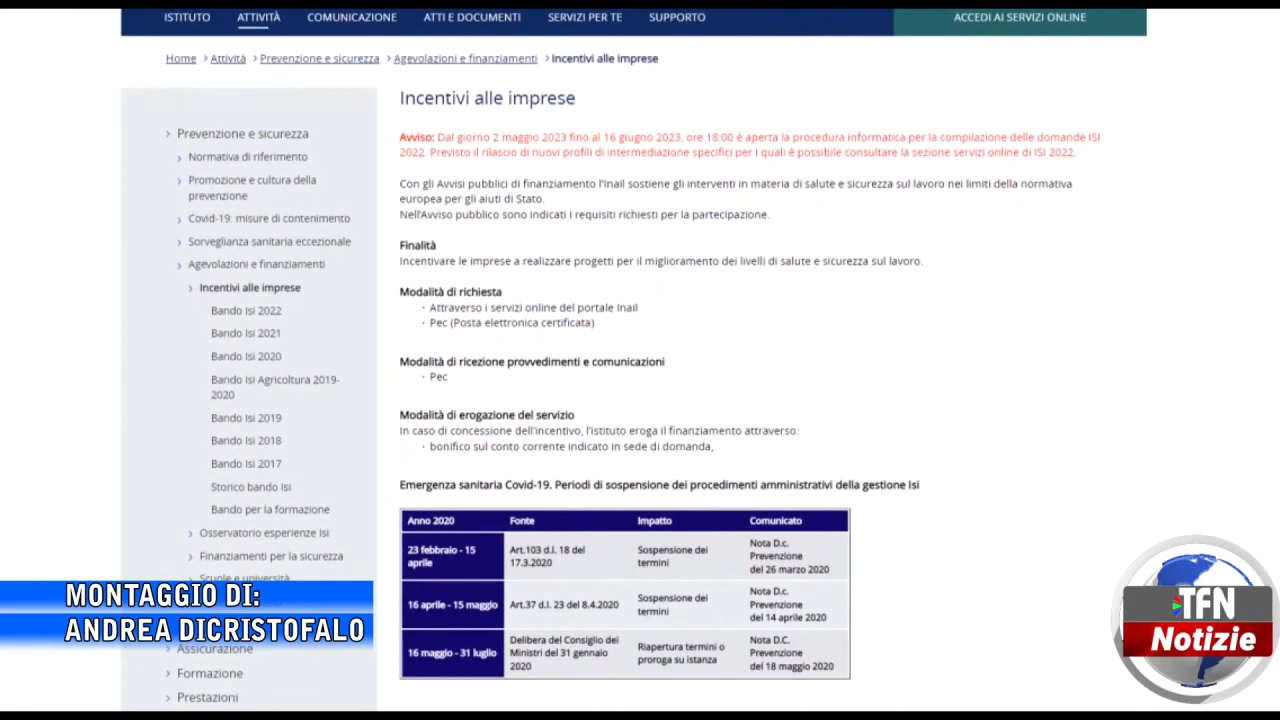 ISTITUTO ATTIVITÀ COMUNICAZIONE ATTI E DOCUMENTI SERVIZI PER TE SUPPORTO ACCEDI AI SERVIZI ONLINE
Home > Attività > Prevenzione e sicurezza > Agevolazioni e finanziamenti > Incentivi alle imprese
Prevenzione e sicurezza
Normativa di riferimento
Promozione e cultura della
prevenzione
Covid-19: misure di contenimento
Sorveglianza sanitaria eccezionale
Agevolazioni e finanziamenti
Incentivi alle imprese
Bando Isi 2022
Bando Isi 2021
Bando Isi 2020
Bando Isi Agricoltura 2019-
2020
Bando Isi 2019
Bando Isi 2018
Bando Isi 2017
Storico bando Isi
Bando per la formazione
Osservatorio esperienze Isi
Finanziamenti per la sicurezza
Scuole e università
Assicurazione
Formazione
Prestazioni
Incentivi alle imprese
Avviso: Dal giorno 2 maggio 2023 fino al 16 giugno 2023, ore 18:00 è aperta la procedura informatica per la compilazione delle domande ISI
2022. Previsto il rilascio di nuovi profili di intermediazione specifici per i quali è possibile consultare la sezione servizi online di ISI 2022.
Con gli Avvisi pubblici di finanziamento l'Inail sostiene gli interventi in materia di salute e sicurezza sul lavoro nei limiti della normativa
europea per gli aiuti di Stato.
Nell'Avviso pubblico sono indicati i requisiti richiesti per la partecipazione.
Finalità
Incentivare le imprese a realizzare progetti per il miglioramento dei livelli di salute e sicurezza sul lavoro.
Modalità di richiesta
· Attraverso i servizi online del portale Inail
· Pec (Posta elettronica certificata)
Modalità di ricezione provvedimenti e comunicazioni
· Pec
Modalità di erogazione del servizio
In caso di concessione dell'incentivo, l'istituto eroga il finanziamento attraverso:
· bonifico sul conto corrente indicato in sede di domanda,
Emergenza sanitaria Covid-19. Periodi di sospensione dei procedimenti amministrativi della gestione Isi
Anno 2020 Fonte Impatto Comunicato
23 febbraio - 15
aprile
Art.103 d.l. 18 del
17.3.2020
Sospensione dei
termini
Nota D.c.
Prevenzione
del 26 marzo 2020
16 aprile - 15 maggio
Art.37 d.l. 23 del 8.4.2020
Sospensione dei
termini
Nota D.c.
Prevenzione
del 14 aprile 2020
16 maggio - 31 luglio
Delibera del Consiglio dei
Ministri del 31 gennaio
2020
Riapertura termini o
proroga su istanza
Nota D.C.
Prevenzione
del 18 maggio 2020
MONTAGGIO DI:
ANDREA DICRISTOFALO
TFN
Notizie